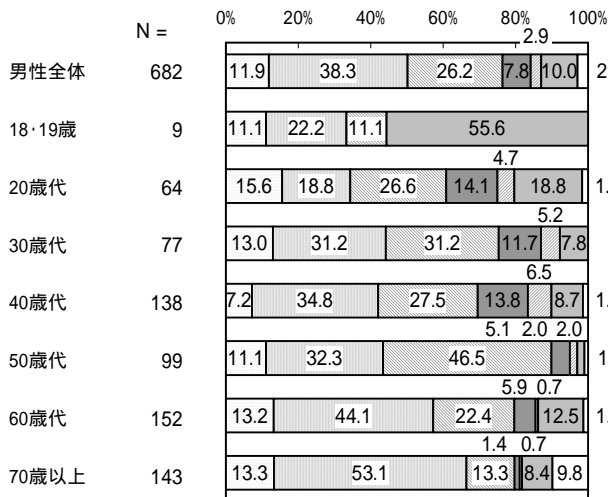 0% 20% 40% 60% 80% 100%
N =
2.9
男性全体 682 11.9 38.3 26.2 7.8 10.0 2
18・19歳 9 11.1 22.2 11.1 55.6
4.7
20歳代 64 15.6 18.8 26.6 14.1 18.8 1.
5.2
30歳代 77 13.0 31.2 31.2 11.7 7.8
6.5
40歳代 138 7.2 34.8 27.5 13.8 8.7 1.
5.1 2.0 2.0
50歳代 99 11.1 32.3 46.5 1
5.9 0.7
60歳代 152 13.2 44.1 22.4 12.5 1.
1.4 0.7
70歳以上 143 13.3 53.1 13.3 8.4 9.8